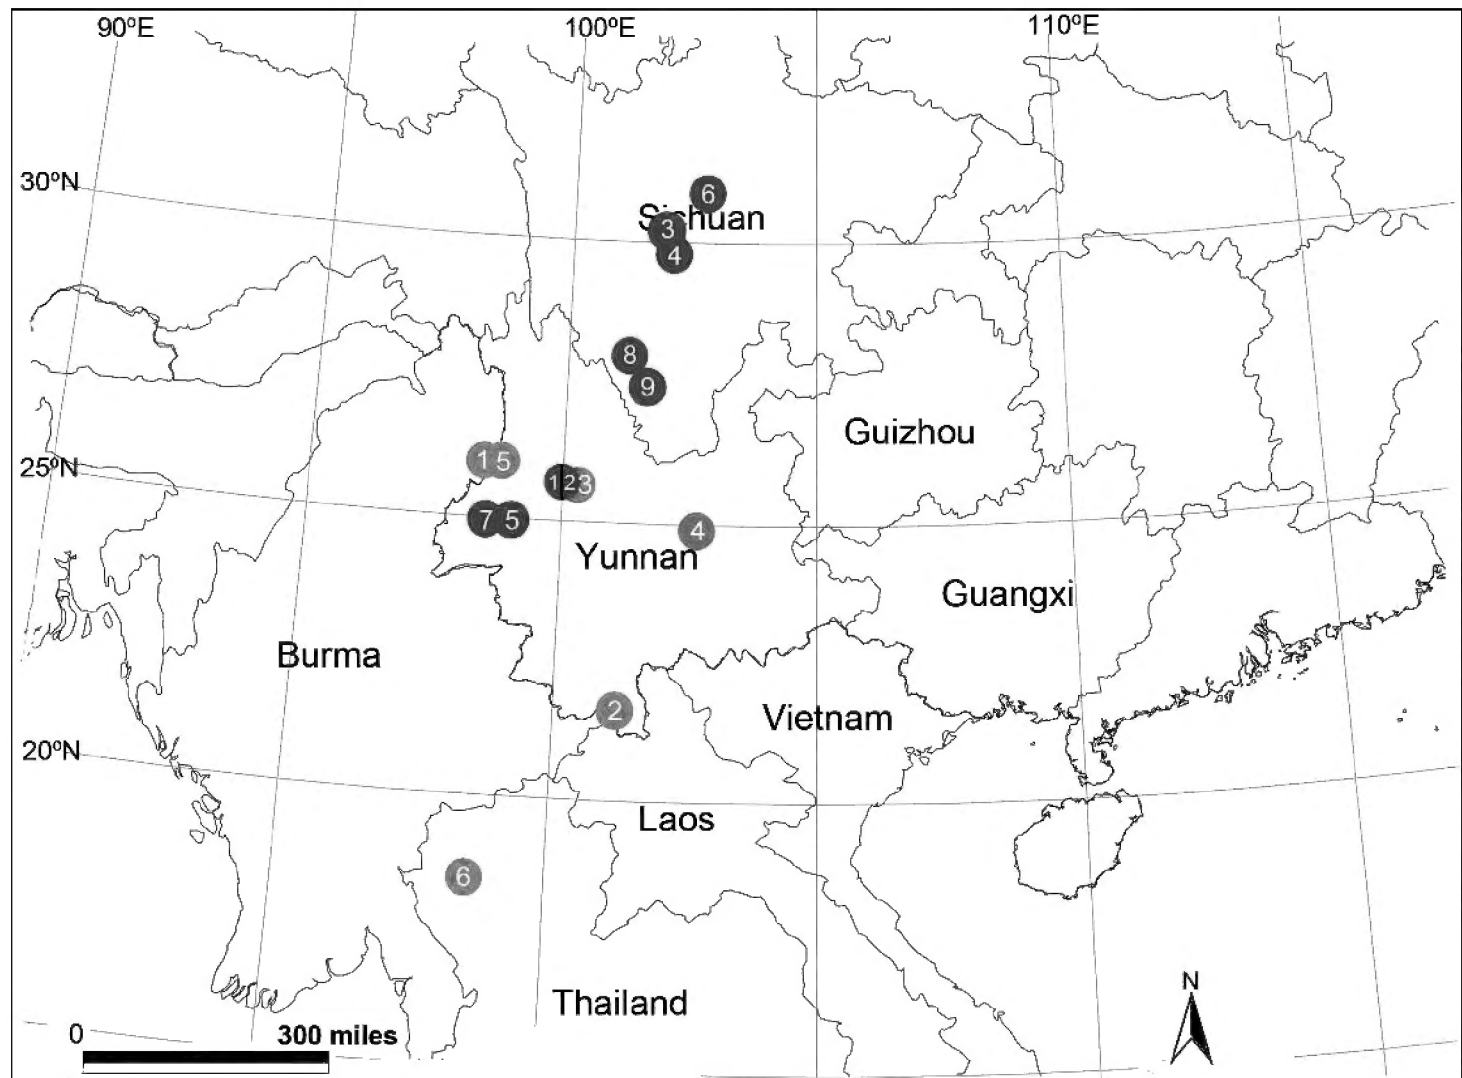 90ºE
100ºE
110ºE
30ºN
6
Sichuan
3
4
8
9
Guizhou
25ºN
1 5
1 2 3
7 5
4
Yunnan
Guangxi
Burma
2
Vietnam
20ºN
Laos
6
Thailand
N
0 300 miles